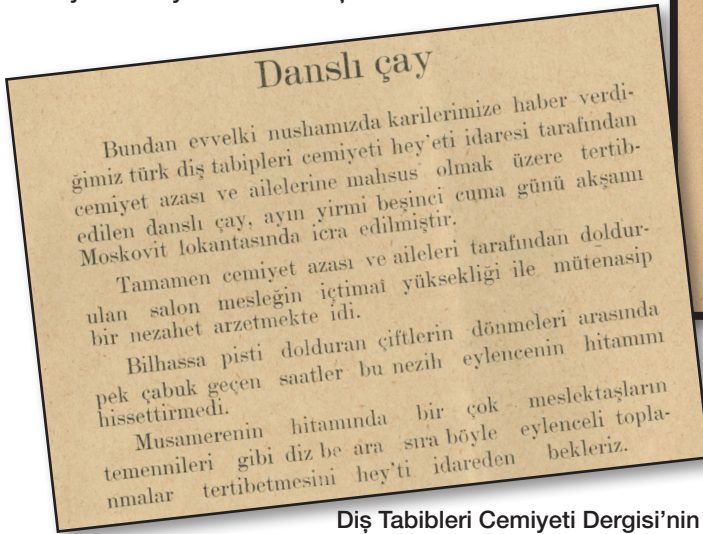 Danslı çay
Bundan evvelki nushamızda karilerimize haber verdi-
ğimiz türk diş tabipleri cemiyeti hey'eti idaresi tarafından
cemiyet azası ve ailelerine mahsus olmak üzere tertib-
edilen danslı çay, ayın yirmi beşinci cuma günü akşamı
Moskovit lokantasında icra edilmiştir.
Tamamen cemiyet azası ve aileleri tarafından doldur-
ulan salon mesleğin içtimaî yüksekliği ile mütenasip
bir nezahet arzetmekte idi.
Bilhassa pisti dolduran çiftlerin dönmeleri arasında
pek çabuk geçen saatler bu nezih eylencenin hitamını
hissettirmedi.
Musamerenin hitamında bir çok meslektaşların
temennileri gibi diz be ara sıra böyle eylenceli topla-
nmalar tertibetmesini hey'ti idareden bekleriz.
Diş Tabibleri Cemiyeti Dergisi'nin